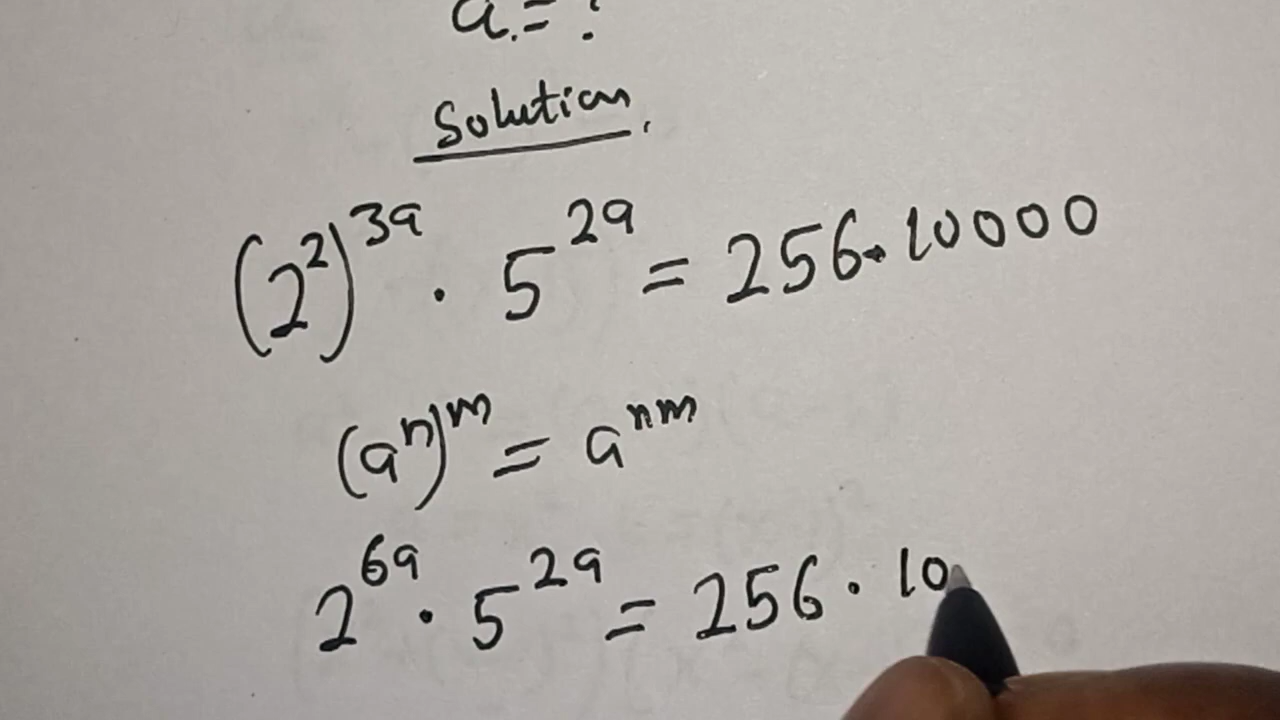 a = ?
Solution.
(2²)³ᵃ · 5²ᵃ = 256·10000
(aⁿ)ᵐ = aⁿᵐ
2⁶ᵃ · 5²ᵃ = 256 · 10